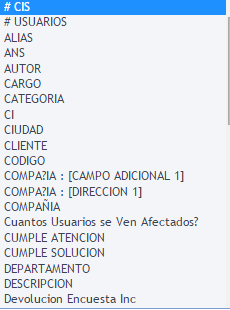 # CIS
# USUARIOS
ALIAS
ANS
AUTOR
CARGO
CATEGORIA
CI
CIUDAD
CLIENTE
CODIGO
COMPA?IA : [CAMPO ADICIONAL 1]
COMPA?IA : [DIRECCION 1]
COMPAÑIA
Cuantos Usuarios se Ven Afectados?
CUMPLE ATENCION
CUMPLE SOLUCION
DEPARTAMENTO
DESCRIPCION
Devolucion Encuesta Inc